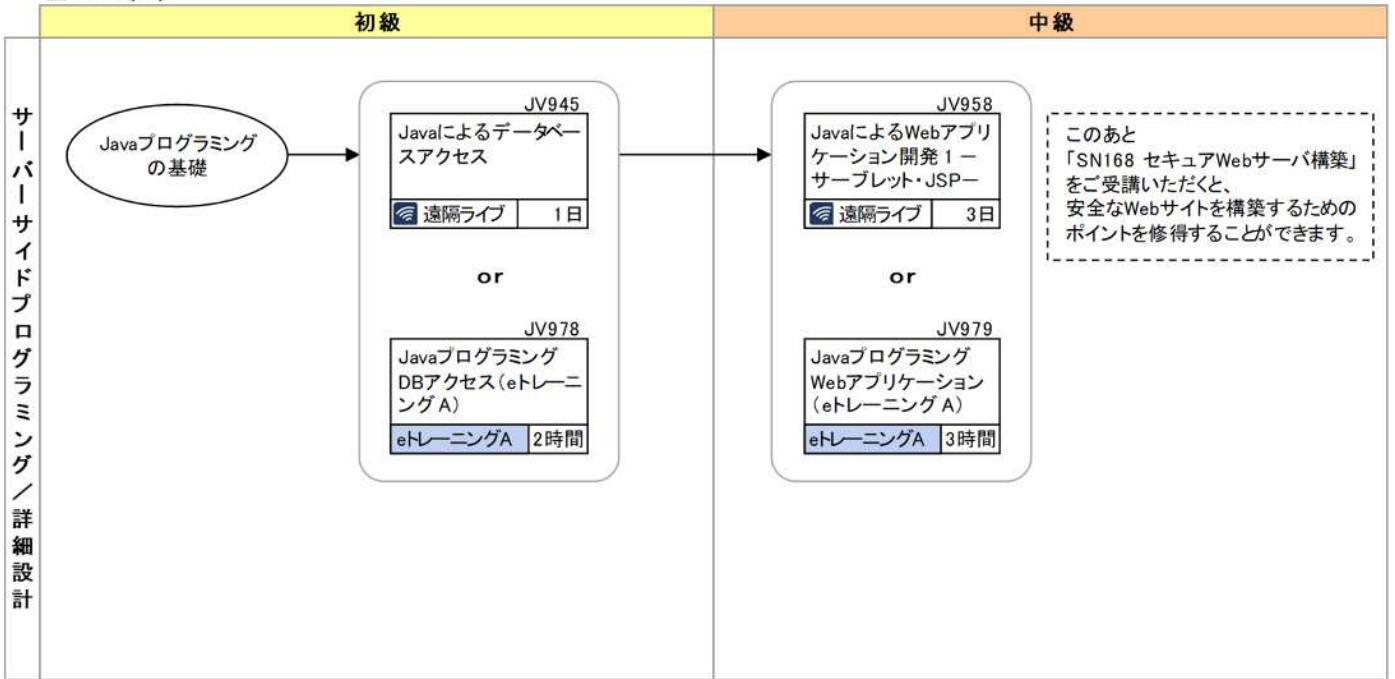 初級
中級
サーバーサイドプログラミング／詳細設計
Javaプログラミング
の基礎
JV945
Javaによるデータベー
スアクセス
遠隔ライブ 1日
or
JV978
Javaプログラミング
DBアクセス（eトレーニ
ングA）
eトレーニングA 2時間
JV958
JavaによるWebアプリ
ケーション開発1－
サーブレット・JSP－
遠隔ライブ 3日
or
JV979
Javaプログラミング
Webアプリケーション
（eトレーニングA）
eトレーニングA 3時間
このあと
「SN168 セキュアWebサーバ構築」
をご受講いただくと、
安全なWebサイトを構築するための
ポイントを修得することができます。